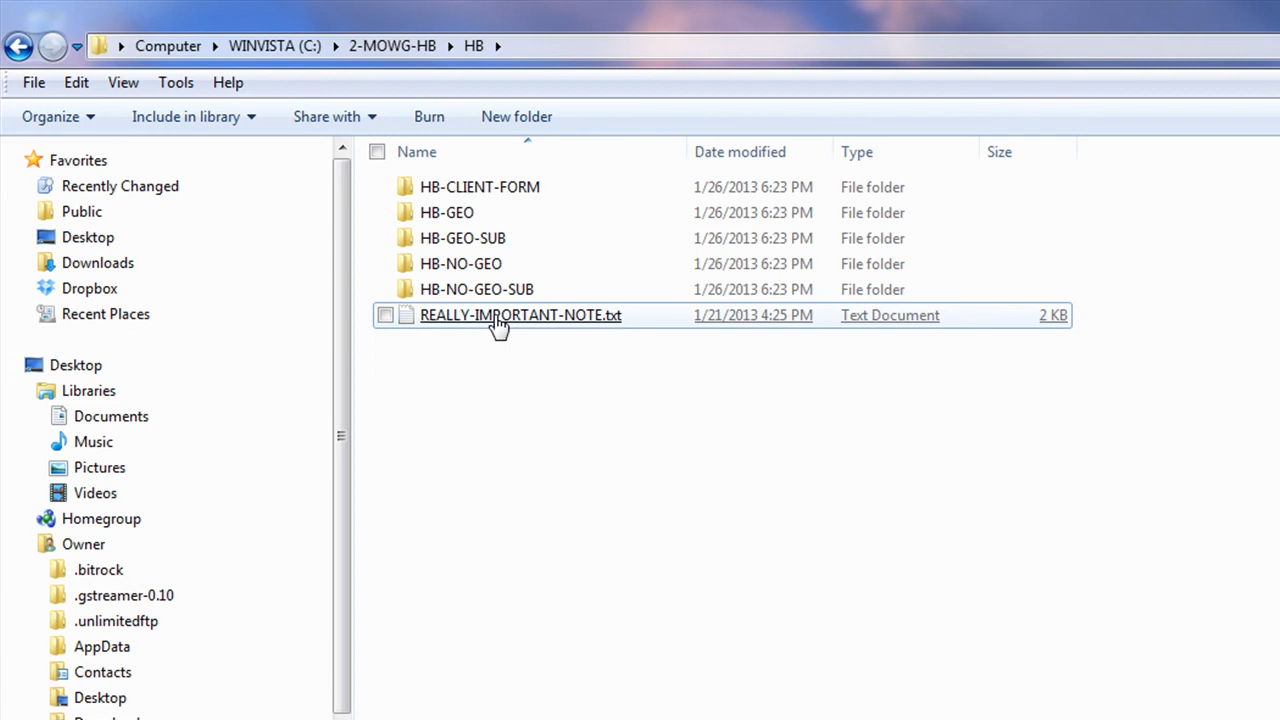 Computer WINVISTA (C:) 2-MOWG-HB HB
File Edit View Tools Help
Organize Include in library Share with Burn New folder
Name Date modified Type Size
Favorites
Recently Changed
Public
Desktop
Downloads
Dropbox
Recent Places
Desktop
Libraries
Documents
Music
Pictures
Videos
Homegroup
Owner
.bitrock
.gstreamer-0.10
.unlimitedftp
AppData
Contacts
Desktop
HB-CLIENT-FORM 1/26/2013 6:23 PM File folder
HB-GEO 1/26/2013 6:23 PM File folder
HB-GEO-SUB 1/26/2013 6:23 PM File folder
HB-NO-GEO 1/26/2013 6:23 PM File folder
HB-NO-GEO-SUB 1/26/2013 6:23 PM File folder
REALLY-IMPORTANT-NOTE.txt 1/21/2013 4:25 PM Text Document 2 KB